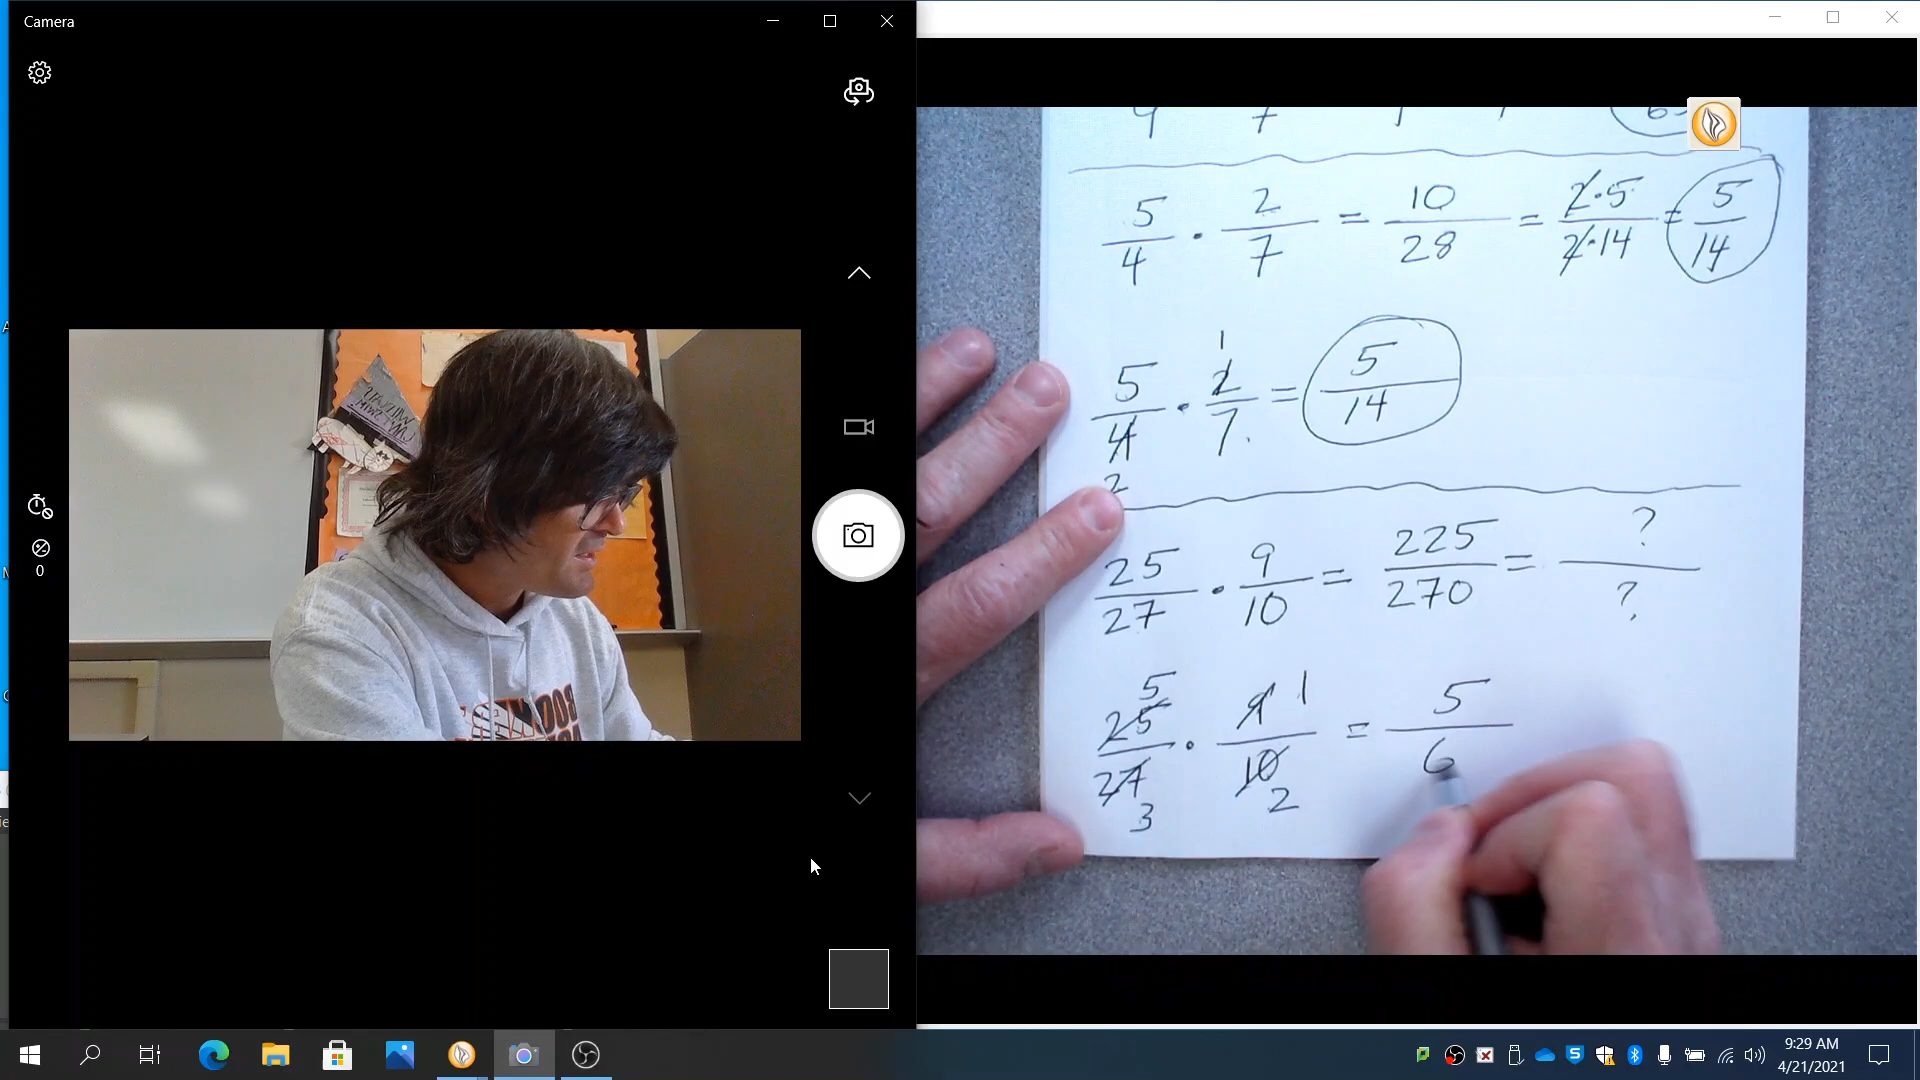 Camera
4 7
5/4 · 2/7 = 10/28 = 2·5/2·14 = 5/14
1
5/4 · 2/7 = 5/14
2
25/27 · 9/10 = 225/270 = ?/?
5 1
25/27 · 9/10 = 5/6
3 2
0
9:29 AM
4/21/2021